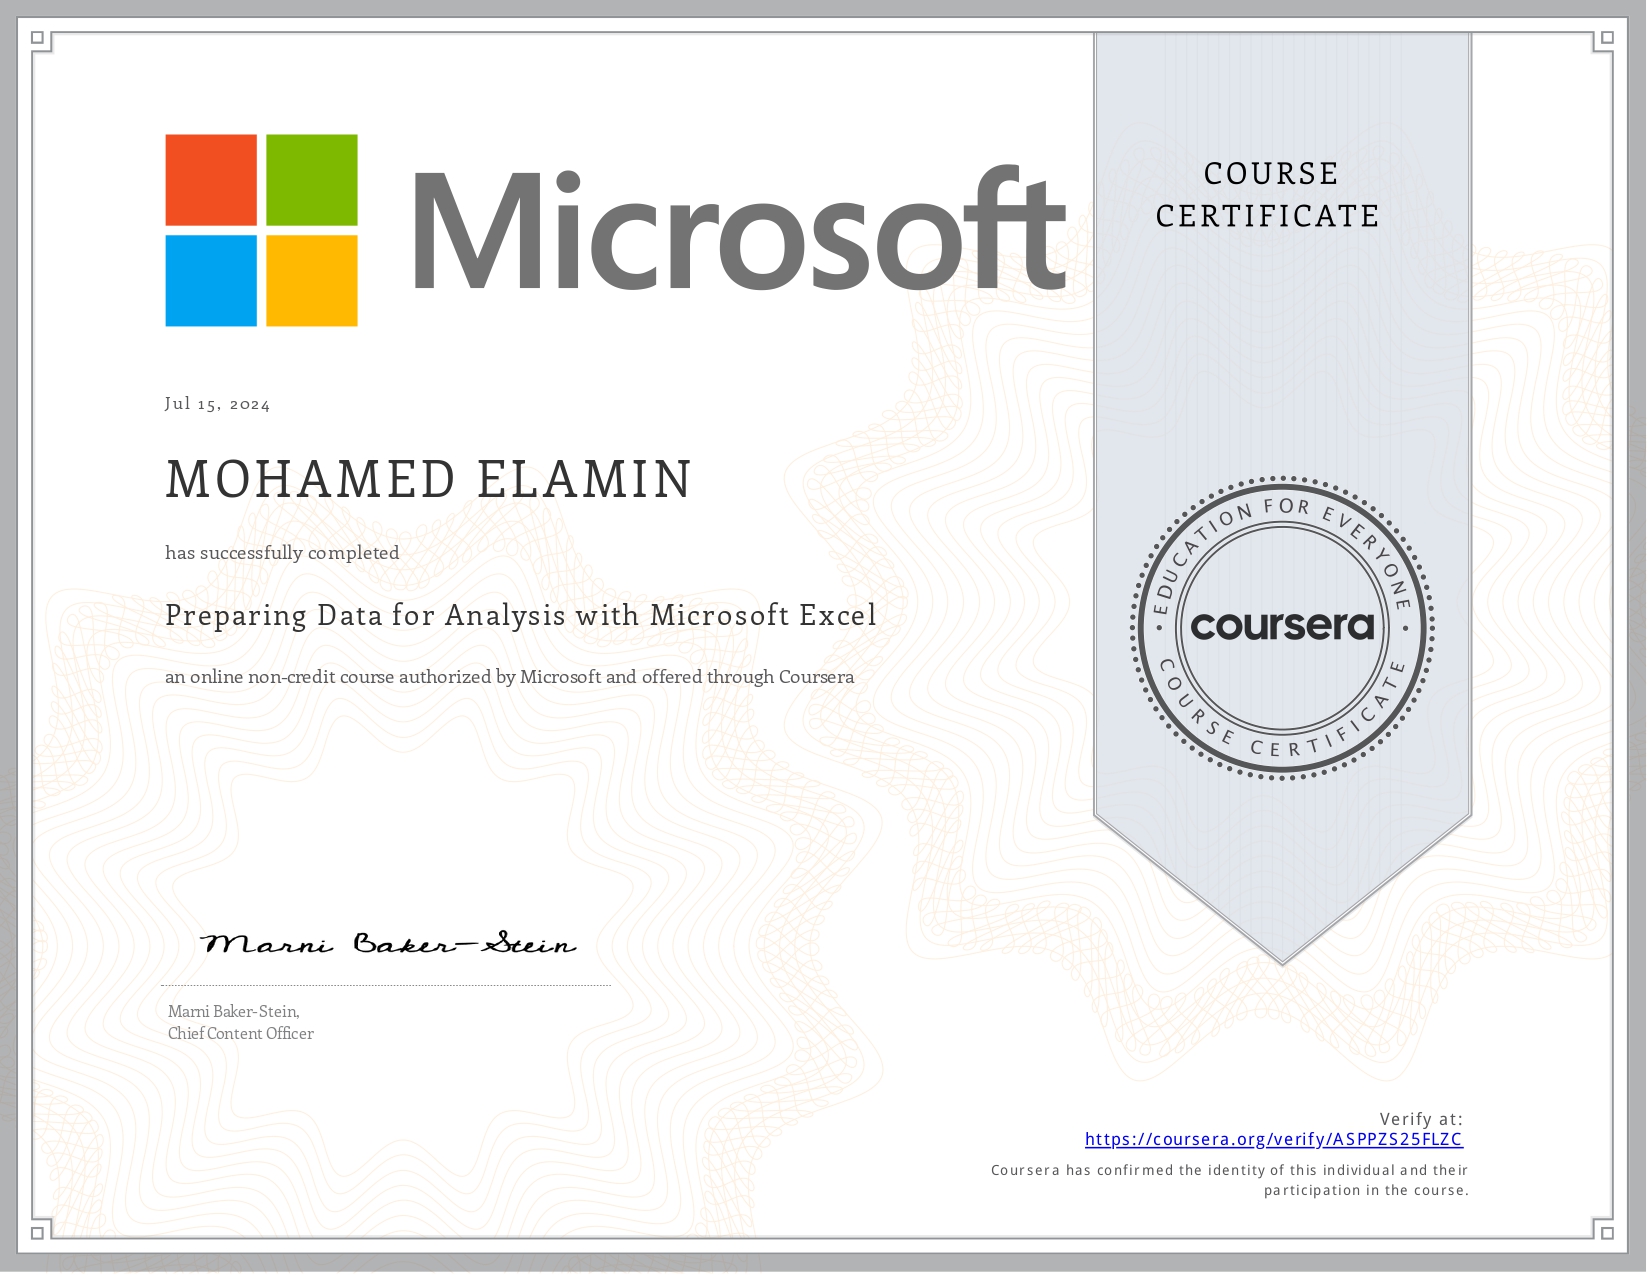 Microsoft
COURSE
CERTIFICATE
Jul 15, 2024
MOHAMED ELAMIN
has successfully completed
Preparing Data for Analysis with Microsoft Excel
an online non-credit course authorized by Microsoft and offered through Coursera
• EDUCATION FOR EVERYONE •
coursera
COURSE CERTIFICATE
Marni Baker-Stein
Marni Baker-Stein,
Chief Content Officer
Verify at:
https://coursera.org/verify/ASPPZS25FLZC
Coursera has confirmed the identity of this individual and their
participation in the course.